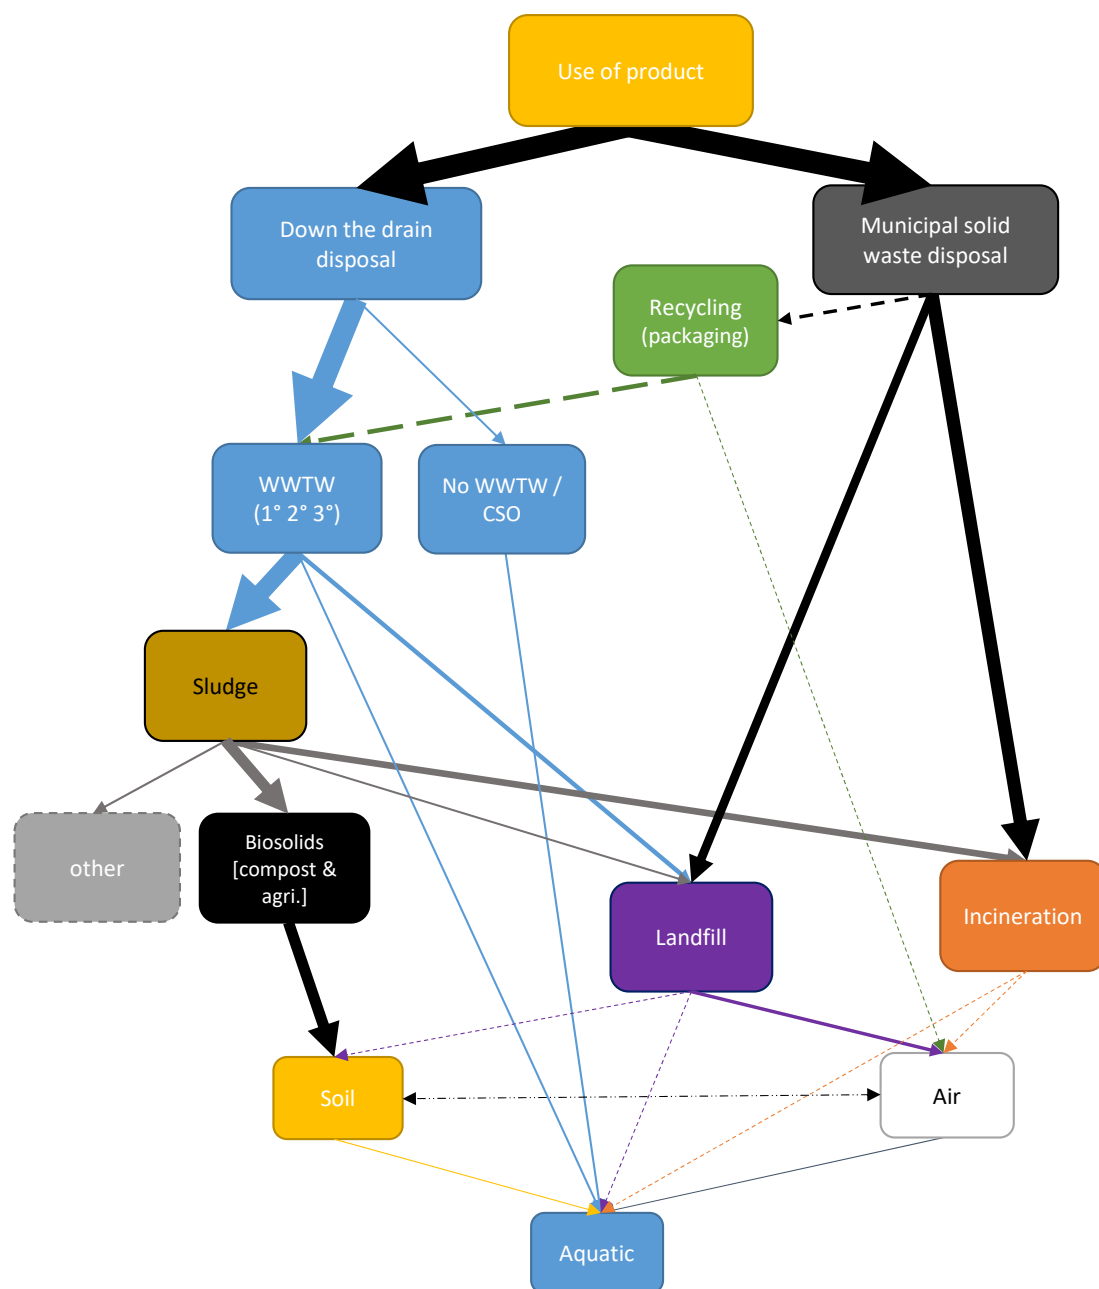 Use of product
Down the drain
disposal
Municipal solid
waste disposal
Recycling
(packaging)
WWTW
(1° 2° 3°)
No WWTW /
CSO
Sludge
other
Biosolids
[compost &
agri.]
Landfill
Incineration
Soil
Air
Aquatic